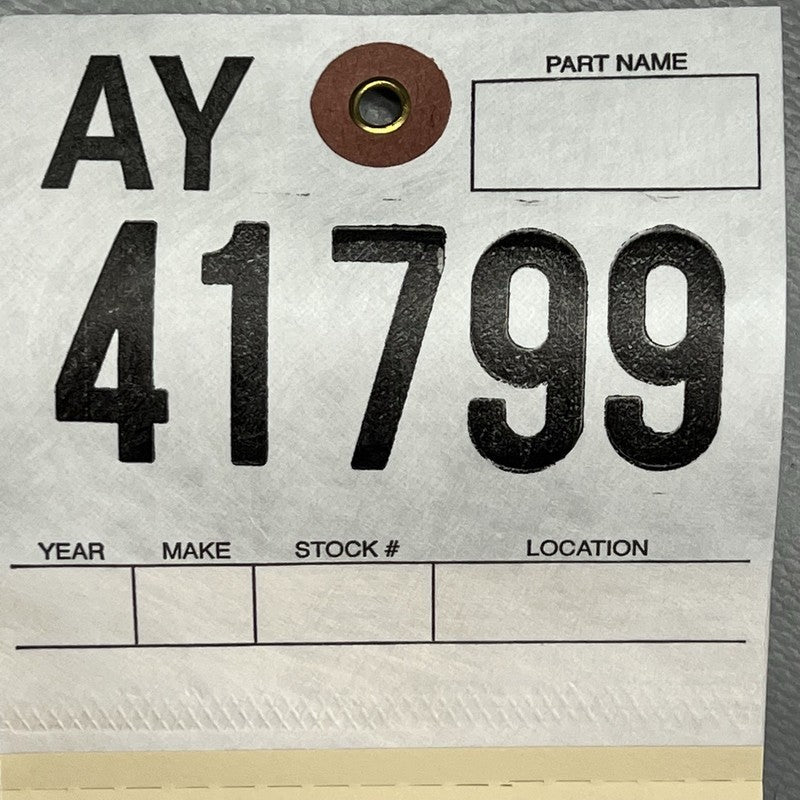 AY
PART NAME
41799
YEAR MAKE STOCK # LOCATION